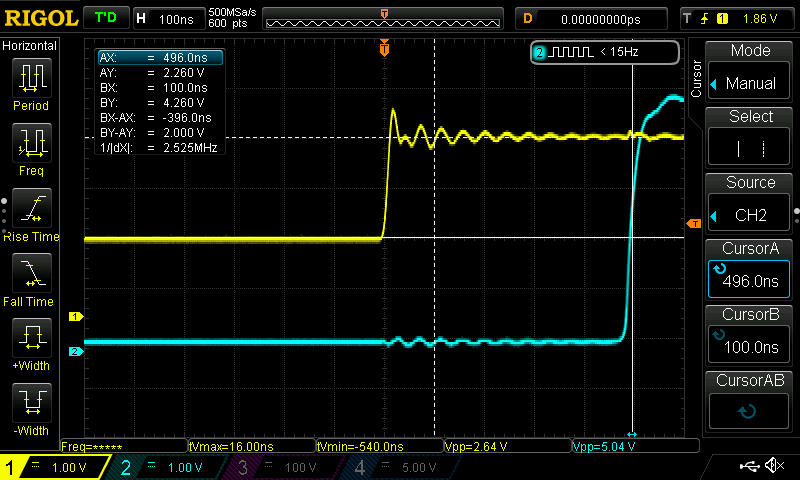 RIGOL T'D H 100ns 500MSa/s 600 pts T D 0.00000000ps T 1 1.86 V
Horizontal
Period
Freq
Rise Time
Fall Time
+Width
-Width
AX: = 496.0ns
AY: = 2.260 V
BX: = 100.0ns
BY: = 4.260 V
BX-AX: = -396.0ns
BY-AY: = 2.000 V
1/|dX|: = 2.525MHz
T
2 < 15Hz
T
1
2
Cursor
Mode
Manual
Select
Source
CH2
CursorA
496.0ns
CursorB
100.0ns
CursorAB
Freq=***** tVmax=16.00ns tVmin=-540.0ns Vpp=2.64 V Vpp=5.04 V
1 = 1.00 V 2 = 1.00 V 3 = 100 V 4 = 5.00 V